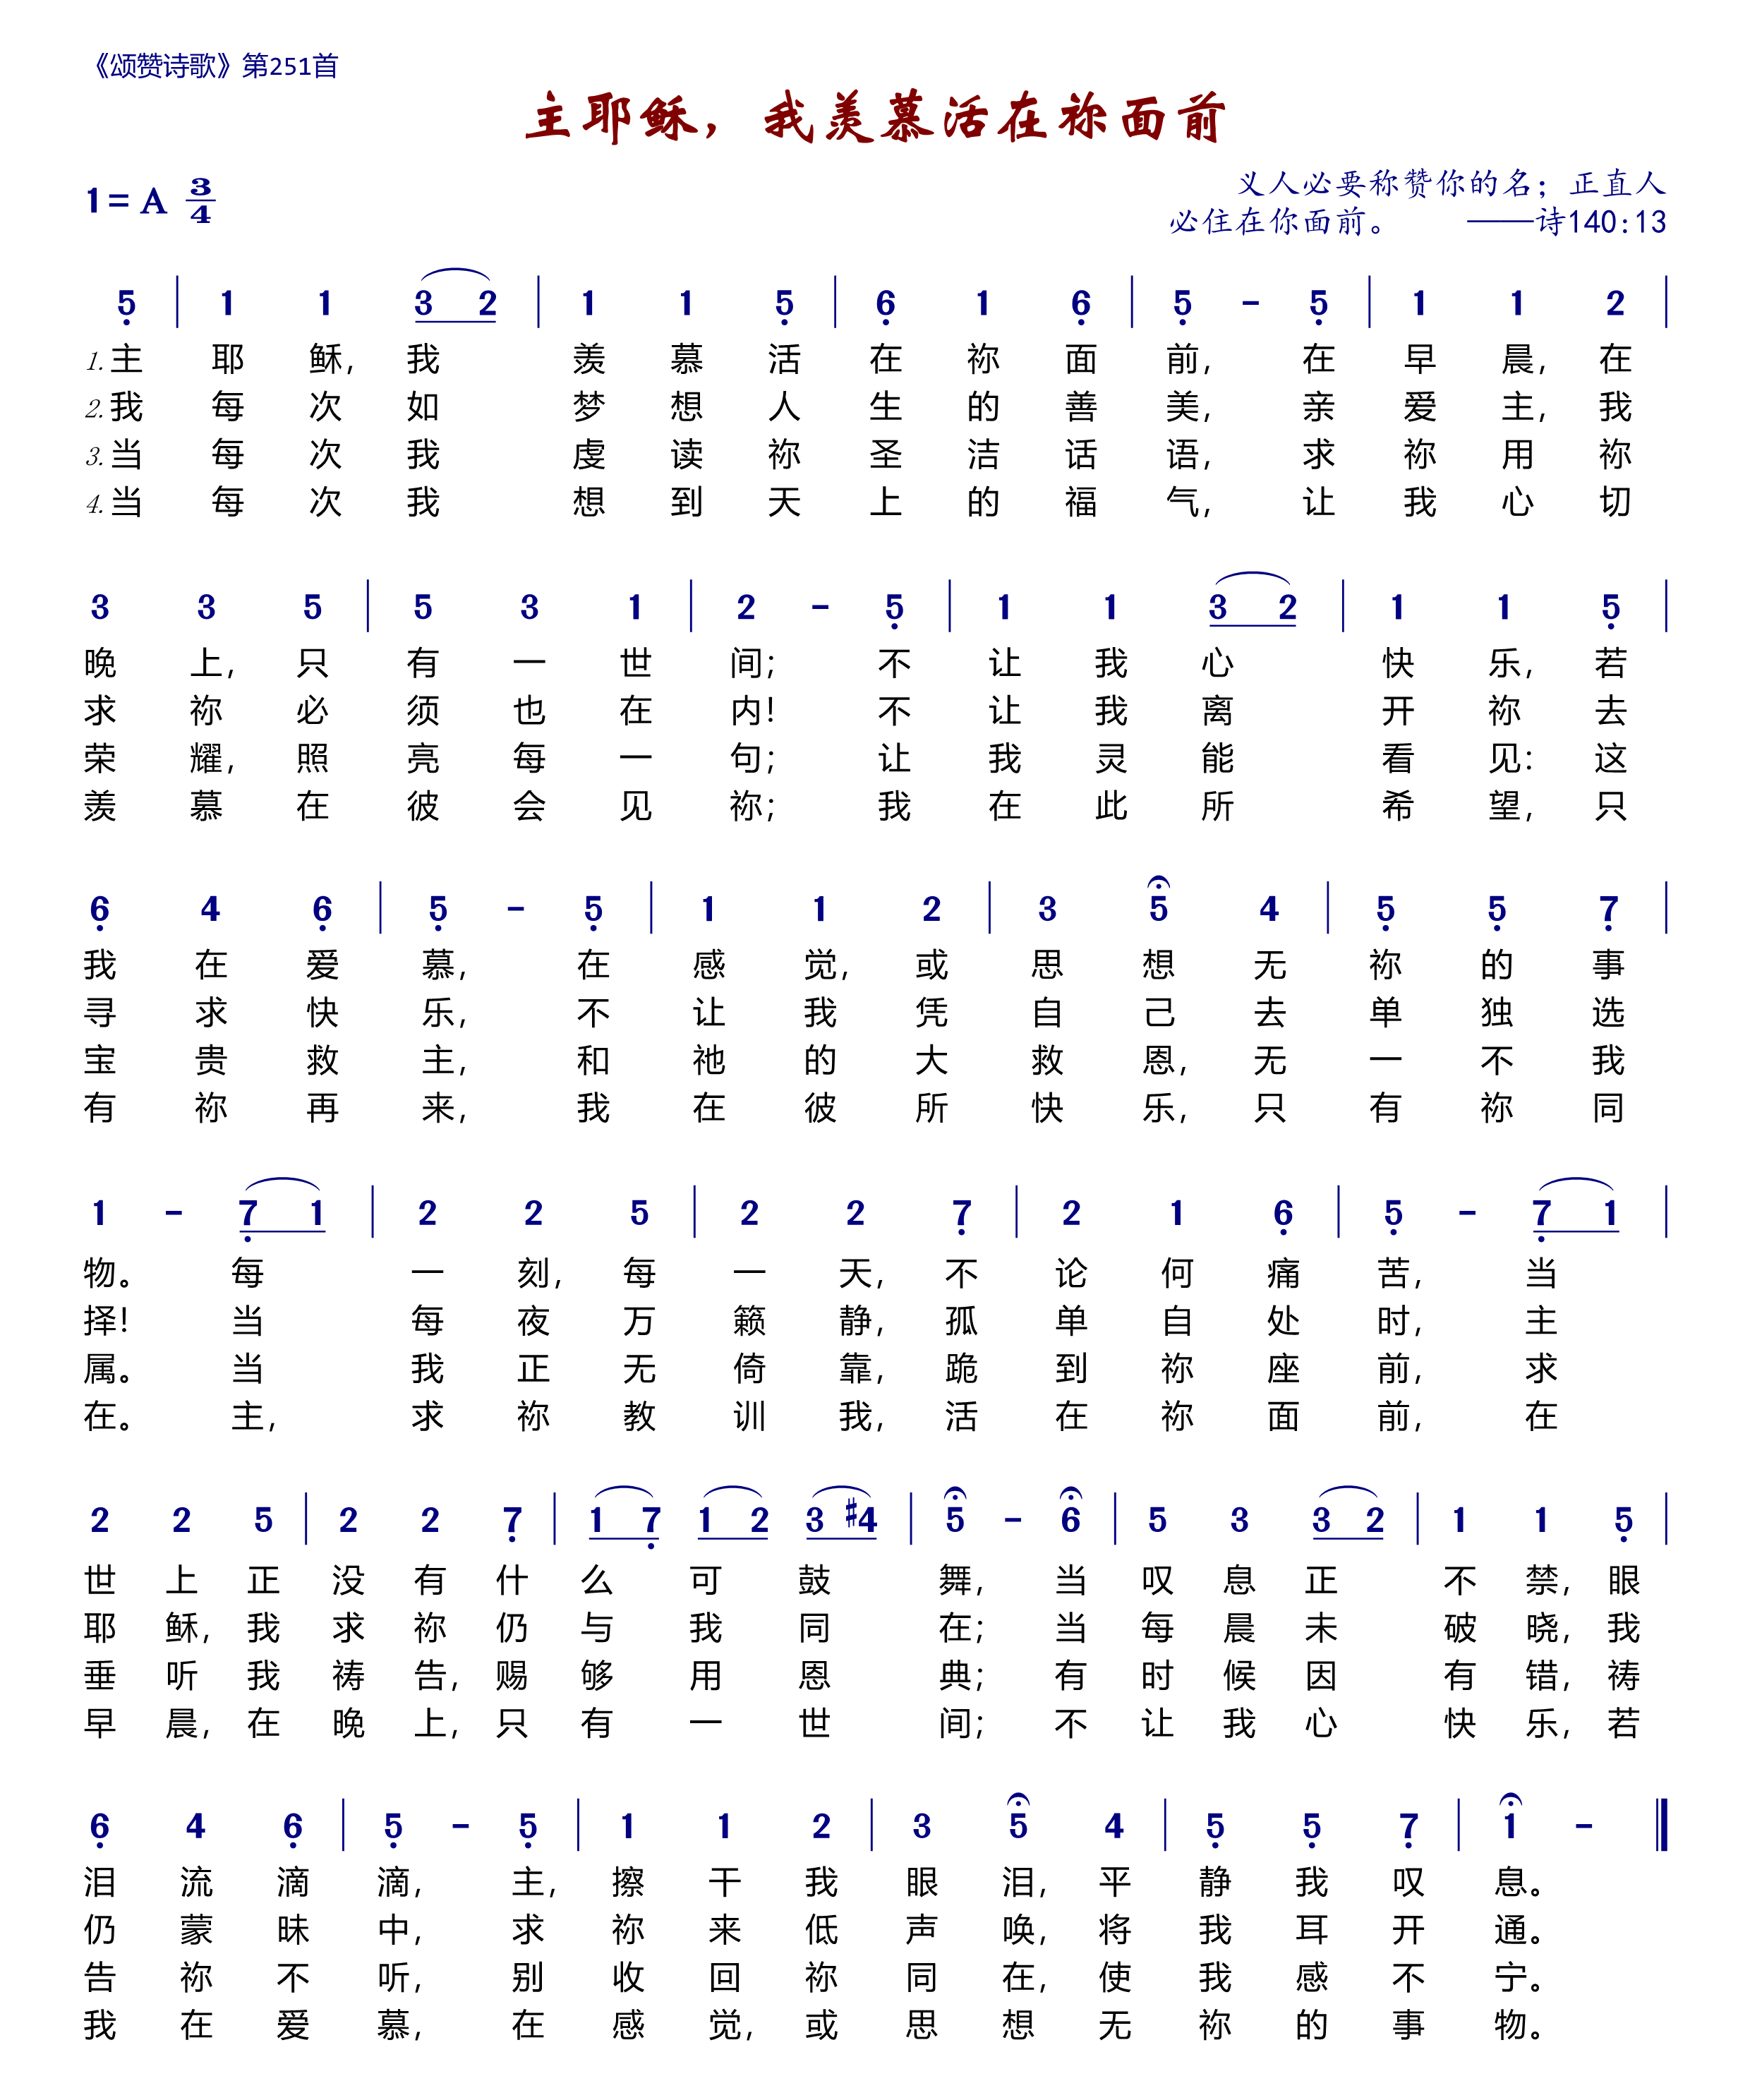 《颂赞诗歌》第251首
主耶稣，我羡慕活在祢面前
1= A 3/4
义人必要称赞你的名；正直人
必住在你面前。 ——诗140:13
5 | 1 1 3 2 | 1 1 5 | 6 1 6 | 5 - 5 | 1 1 2 |
1.主耶稣，我羡慕活在祢面前，在早晨，在
2.我每次如梦想人生的善美，亲爱主，我
3.当每次我虔读祢圣洁话语，求祢用祢
4.当每次我想到天上的福气，让我心切
3 3 5 | 5 3 1 | 2 - 5 | 1 1 3 2 | 1 1 5 |
晚上，只有一世间；不让我心快乐，若
求祢必须也在内！不让我离开祢去
荣耀，照亮每一句；让我灵能看见：这
羡慕在彼会见祢；我在此所希望，只
6 4 6 | 5 - 5 | 1 1 2 | 3 5 4 | 5 5 7 |
我在爱慕，在感觉，或思想无祢的事
寻求快乐，不让我凭自己去单独选
宝贵救主，和祂的大救恩，无一不我
有祢再来，我在彼所快乐，只有祢同
1 - 7 1 | 2 2 5 | 2 2 7 | 2 1 6 | 5 - 7 1 |
物。每一刻，每一天，不论何痛苦，当
择！当每夜万籁静，孤单自处时，主
属。当我正无倚靠，跪到祢座前，求
在。主，求祢教训我，活在祢面前，在
2 2 5 | 2 2 7 | 1 7 1 2 3 #4 | 5 - 6 | 5 3 3 2 | 1 1 5 |
世上正没有什么可鼓舞，当叹息正不禁，眼
耶稣，我求祢仍与我同在；当每晨未破晓，我
垂听我祷告，赐够用恩典；有时候因有错，祷
早晨，在晚上，只有一世间；不让我心快乐，若
6 4 6 | 5 - 5 | 1 1 2 | 3 5 4 | 5 5 7 | 1 - ‖
泪流滴滴，主，擦干我眼泪，平静我叹息。
仍蒙昧中，求祢来低声唤，将我耳开通。
告祢不听，别收回祢同在，使我感不宁。
我在爱慕，在感觉，或思想无祢的事物。